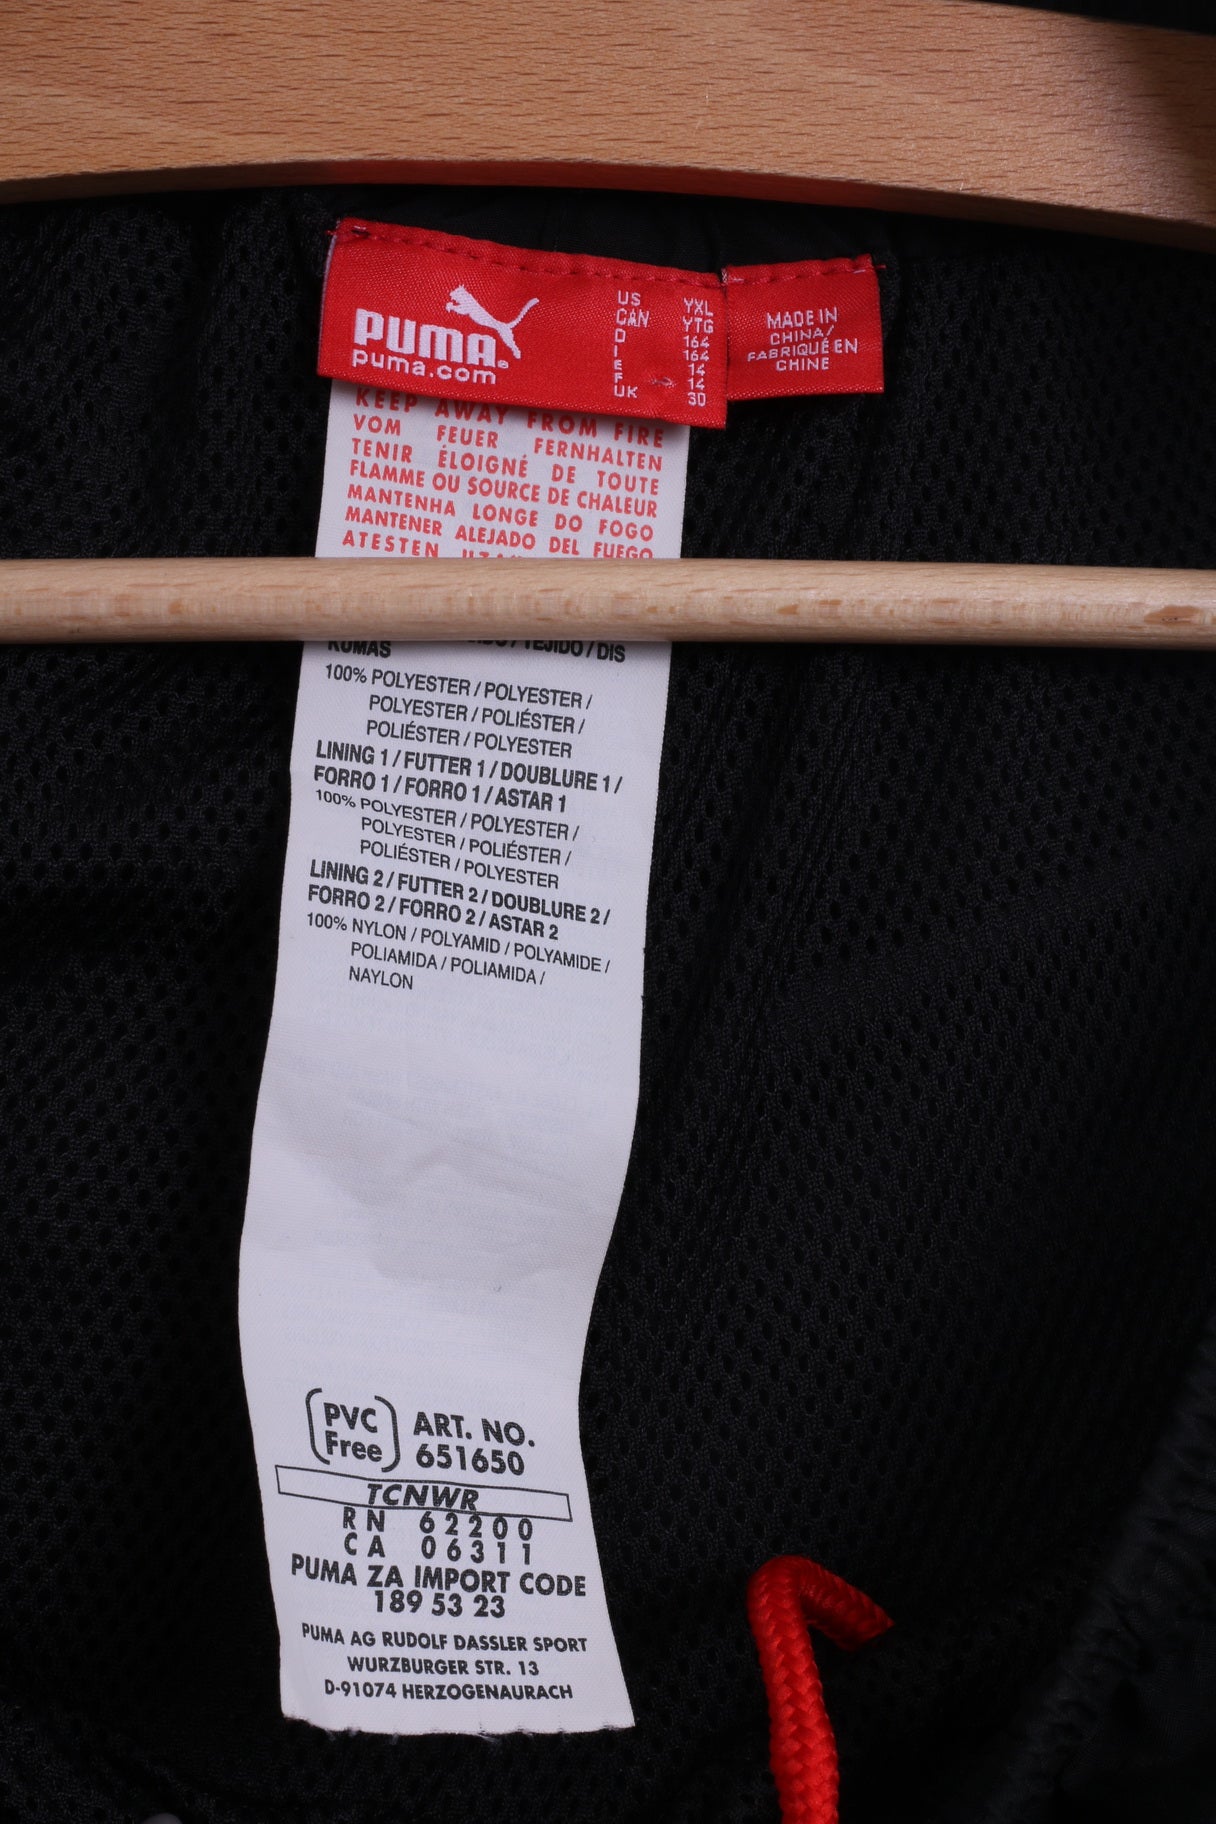 PUMA®
puma.com
US YXL
CAN YTG
D 164
I 164
E 14
F 14
UK 30
MADE IN
CHINA/
FABRIQUÉ EN
CHINE
KEEP AWAY FROM FIRE
VOM FEUER FERNHALTEN
TENIR ÉLOIGNÉ DE TOUTE
FLAMME OU SOURCE DE CHALEUR
MANTENHA LONGE DO FOGO
MANTENER ALEJADO DEL FUEGO
ATESTEN
TEJIDO / DIS
KUMAS
100% POLYESTER / POLYESTER /
POLYESTER / POLIÉSTER /
POLIÉSTER / POLYESTER
LINING 1 / FUTTER 1 / DOUBLURE 1 /
FORRO 1 / FORRO 1 / ASTAR 1
100% POLYESTER / POLYESTER /
POLYESTER / POLIÉSTER /
POLIÉSTER / POLYESTER
LINING 2 / FUTTER 2 / DOUBLURE 2 /
FORRO 2 / FORRO 2 / ASTAR 2
100% NYLON / POLYAMID / POLYAMIDE /
POLIAMIDA / POLIAMIDA /
NAYLON
PVC
Free
ART. NO.
651650
TCNWR
RN 62200
CA 06311
PUMA ZA IMPORT CODE
189 53 23
PUMA AG RUDOLF DASSLER SPORT
WURZBURGER STR. 13
D-91074 HERZOGENAURACH